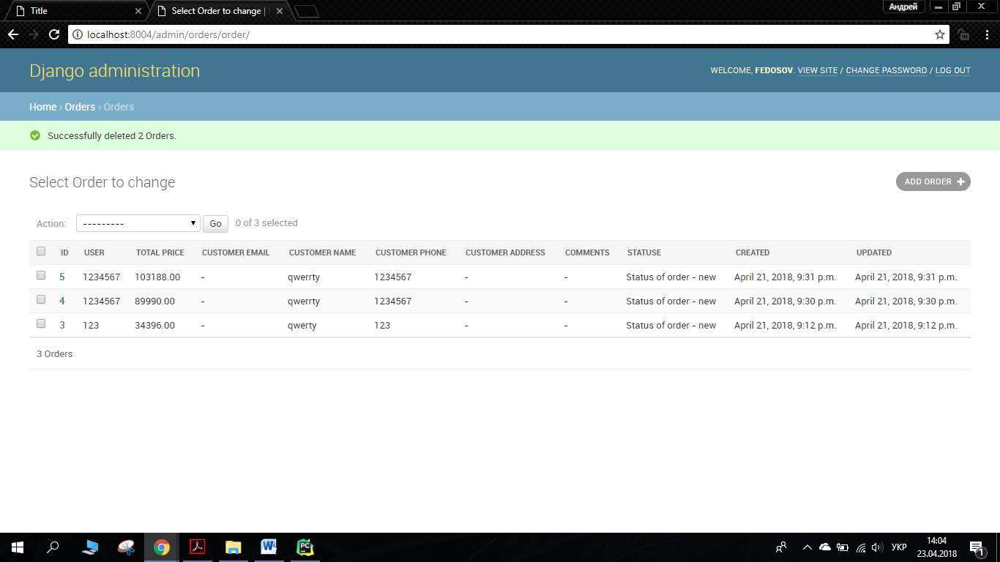 Title
Select Order to change |
Андрей
localhost:8004/admin/orders/order/
Django administration
WELCOME, FEDOSOV. VIEW SITE / CHANGE PASSWORD / LOG OUT
Home › Orders › Orders
Successfully deleted 2 Orders.
Select Order to change
ADD ORDER +
Action: --------- Go 0 of 3 selected
ID USER TOTAL PRICE CUSTOMER EMAIL CUSTOMER NAME CUSTOMER PHONE CUSTOMER ADDRESS COMMENTS STATUSE CREATED UPDATED
5 1234567 103188.00 - qwerrty 1234567 - - Status of order - new April 21, 2018, 9:31 p.m. April 21, 2018, 9:31 p.m.
4 1234567 89990.00 - qwerrty 1234567 - - Status of order - new April 21, 2018, 9:30 p.m. April 21, 2018, 9:30 p.m.
3 123 34396.00 - qwerty 123 - - Status of order - new April 21, 2018, 9:12 p.m. April 21, 2018, 9:12 p.m.
3 Orders
W
PC
УКР
14:04
23.04.2018
1